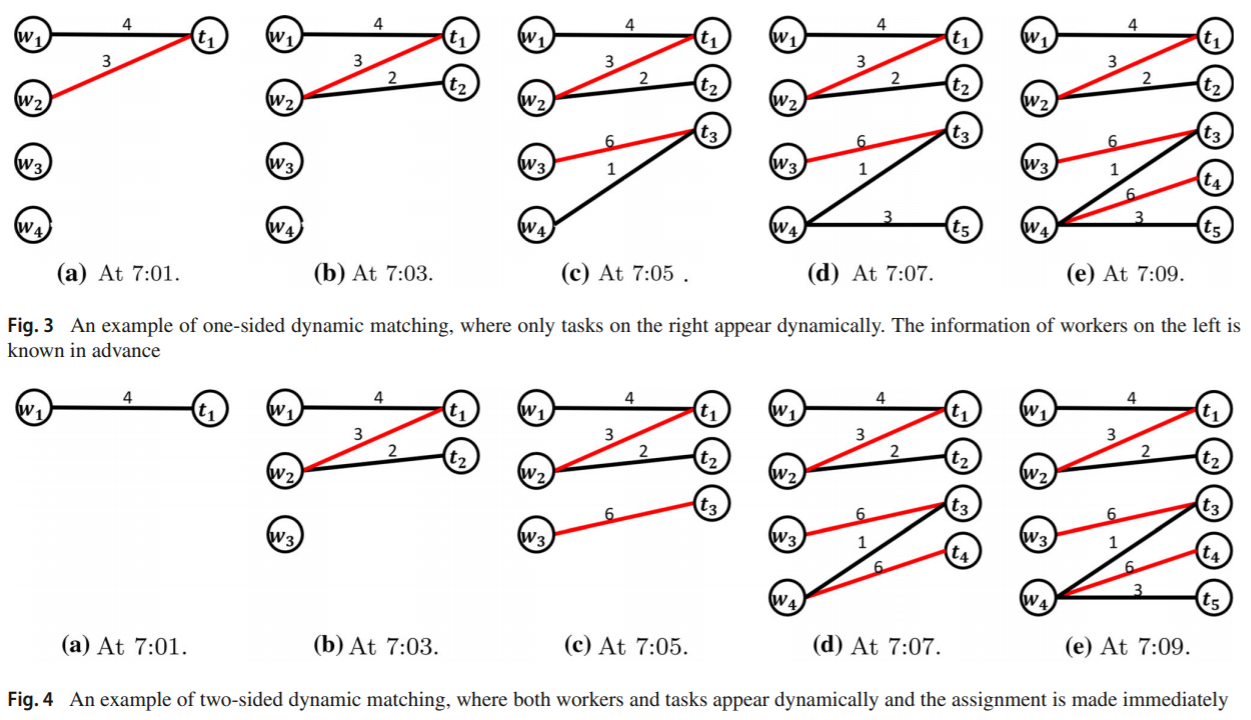 w1 4 t1 w1 4 t1 w1 4 t1 w1 4 t1 w1 4 t1
3 3 3 3 3
w2 w2 2 t2 w2 2 t2 w2 2 t2 w2 2 t2
w3 w3 w3 6 t3 w3 6 t3 w3 6 t3
1 1 1 t4
6
w4 w4 w4 w4 3 t5 w4 3 t5
(a) At 7:01. (b) At 7:03. (c) At 7:05 . (d) At 7:07. (e) At 7:09.
Fig. 3 An example of one-sided dynamic matching, where only tasks on the right appear dynamically. The information of workers on the left is
known in advance
w1 4 t1 w1 4 t1 w1 4 t1 w1 4 t1 w1 4 t1
3 3 3 3
w2 2 t2 w2 2 t2 w2 2 t2 w2 2 t2
w3 w3 6 t3 w3 6 t3 w3 6 t3
1 t4 1 t4
6 6
w4 w4 3 t5
(a) At 7:01. (b) At 7:03. (c) At 7:05. (d) At 7:07. (e) At 7:09.
Fig. 4 An example of two-sided dynamic matching, where both workers and tasks appear dynamically and the assignment is made immediately